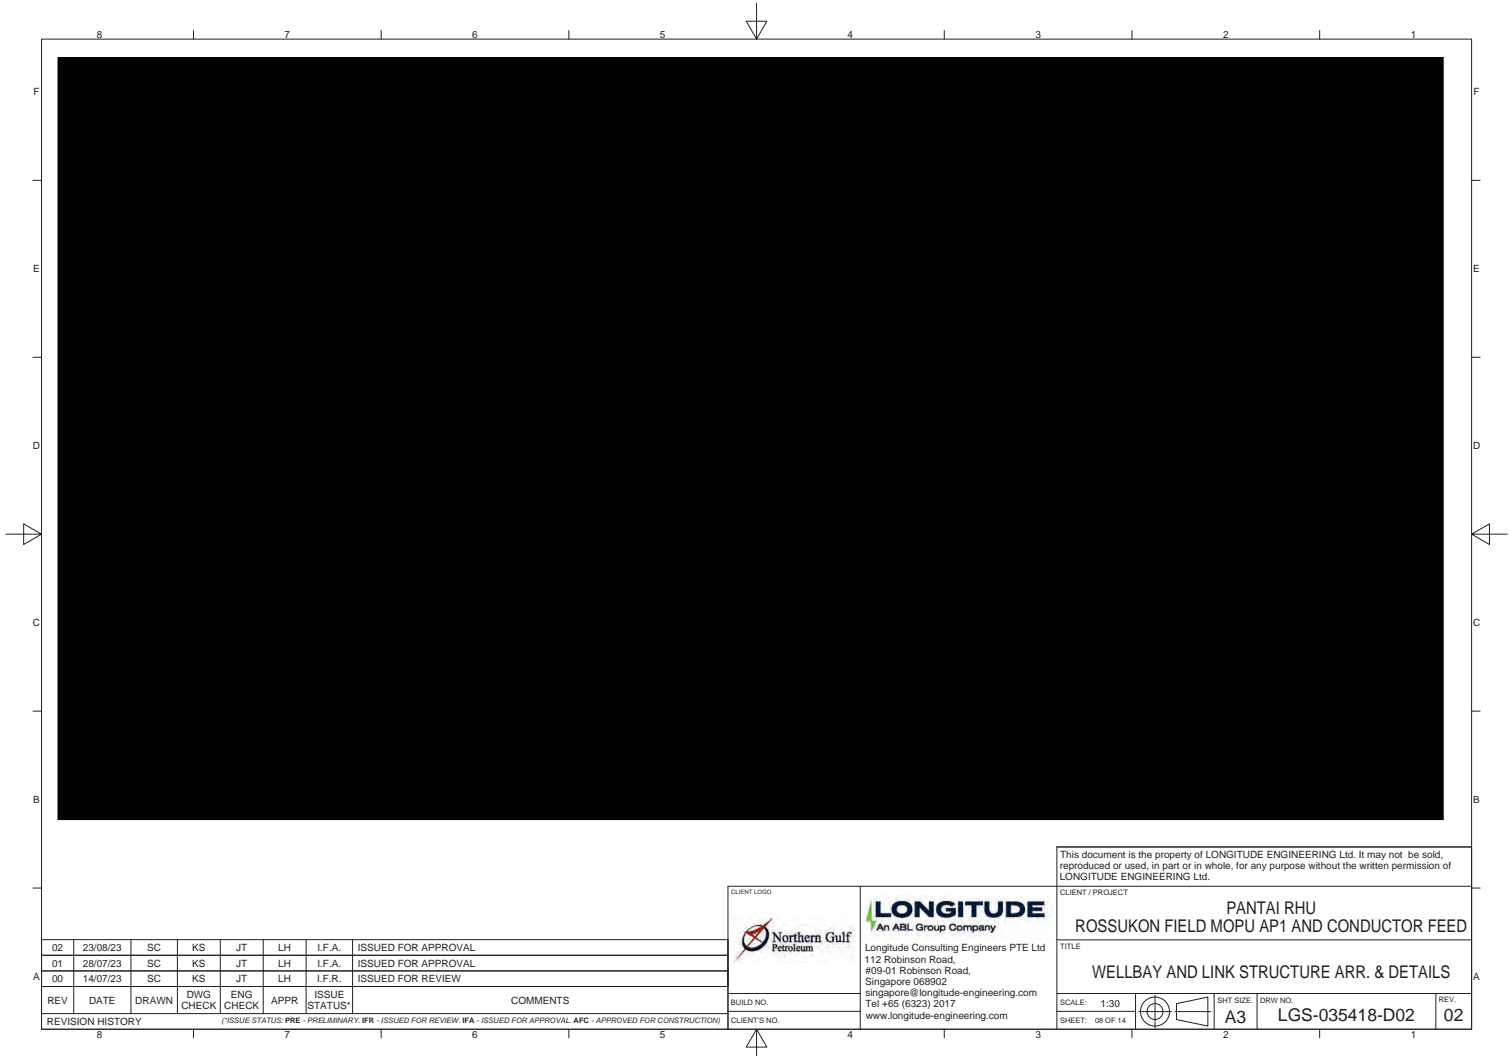 8 7 6 5 4 3 2 1
F F
E E
D D
C C
B B
A A
This document is the property of LONGITUDE ENGINEERING Ltd. It may not be sold,
reproduced or used, in part or in whole, for any purpose without the written permission of
LONGITUDE ENGINEERING Ltd.
CLIENT LOGO
Northern Gulf
Petroleum
BUILD NO.
CLIENT'S NO.
LONGITUDE
An ABL Group Company
Longitude Consulting Engineers PTE Ltd
112 Robinson Road,
#09-01 Robinson Road,
Singapore 068902
singapore@longitude-engineering.com
Tel +65 (6323) 2017
www.longitude-engineering.com
CLIENT / PROJECT
PANTAI RHU
ROSSUKON FIELD MOPU AP1 AND CONDUCTOR FEED
TITLE
WELLBAY AND LINK STRUCTURE ARR. & DETAILS
SCALE: 1:30
SHEET: 08 OF 14
SHT SIZE.
A3
DRW NO.
LGS-035418-D02
REV.
02
02 23/08/23 SC KS JT LH I.F.A. ISSUED FOR APPROVAL
01 28/07/23 SC KS JT LH I.F.A. ISSUED FOR APPROVAL
00 14/07/23 SC KS JT LH I.F.R. ISSUED FOR REVIEW
REV DATE DRAWN DWG CHECK ENG CHECK APPR ISSUE STATUS* COMMENTS
REVISION HISTORY (*ISSUE STATUS: PRE - PRELIMINARY. IFR - ISSUED FOR REVIEW. IFA - ISSUED FOR APPROVAL. AFC - APPROVED FOR CONSTRUCTION)
8 7 6 5 4 3 2 1